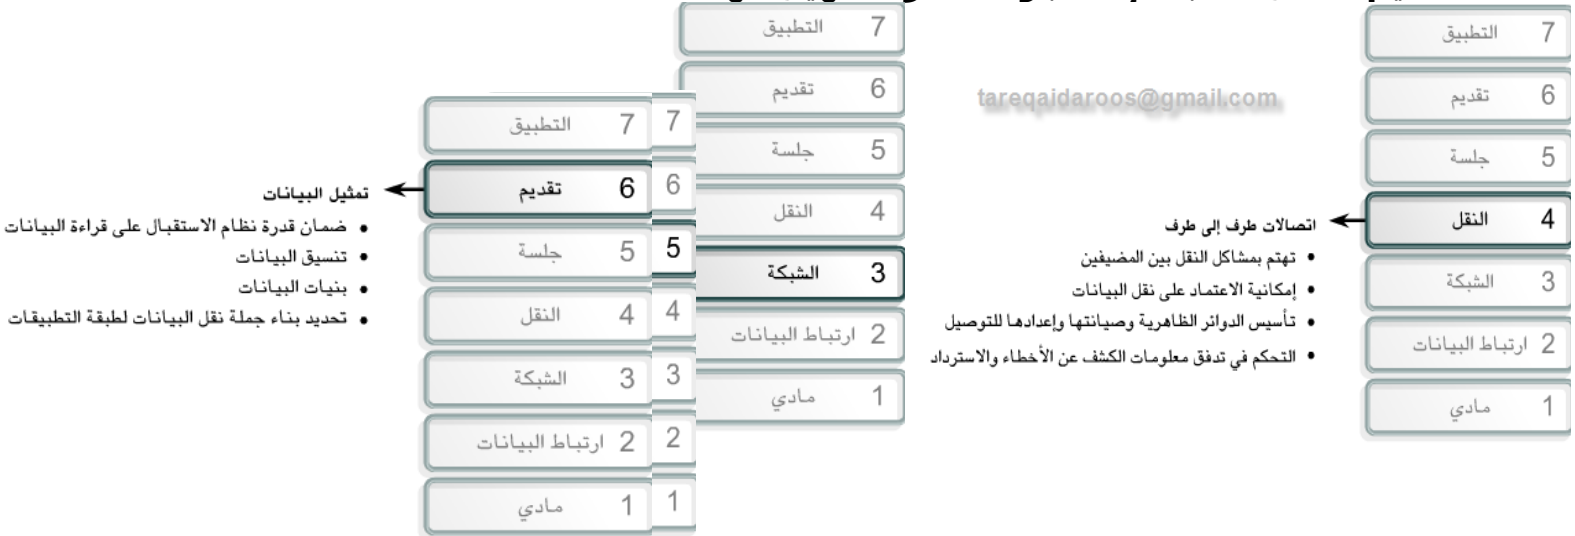 7 التطبيق
6 تقديم
5 جلسة
4 النقل
3 الشبكة
2 ارتباط البيانات
1 مادي
اتصالات طرف إلى طرف
• تهتم بمشاكل النقل بين المضيفين
• إمكانية الاعتماد على نقل البيانات
• تأسيس الدوائر الظاهرية وصيانتها وإعدادها للتوصيل
• التحكم في تدفق معلومات الكشف عن الأخطاء والاسترداد
tareqaidaroos@gmail.com
7 التطبيق
6 تقديم
5 جلسة
4 النقل
3 الشبكة
2 ارتباط البيانات
1 مادي
7
6
5
4
3
2
1
7 التطبيق
6 تقديم
5 جلسة
4 النقل
3 الشبكة
2 ارتباط البيانات
1 مادي
تمثيل البيانات
• ضمان قدرة نظام الاستقبال على قراءة البيانات
• تنسيق البيانات
• بنيات البيانات
• تحديد بناء جملة نقل البيانات لطبقة التطبيقات